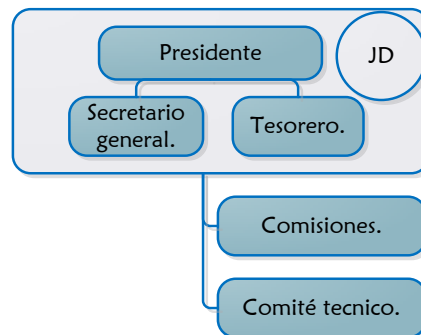 Presidente
JD
Secretario
general.
Tesorero.
Comisiones.
Comité tecnico.